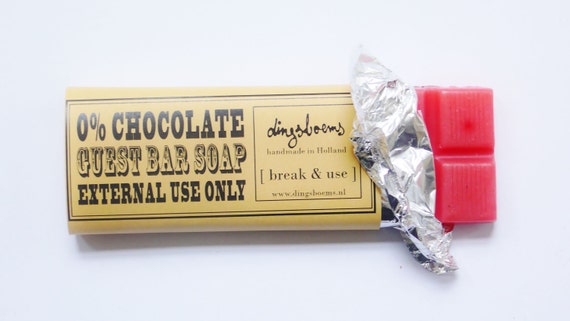 0% CHOCOLATE
GUEST BAR SOAP
EXTERNAL USE ONLY
dingsboems
handmade in Holland
[ break & use ]
www.dingsboems.nl